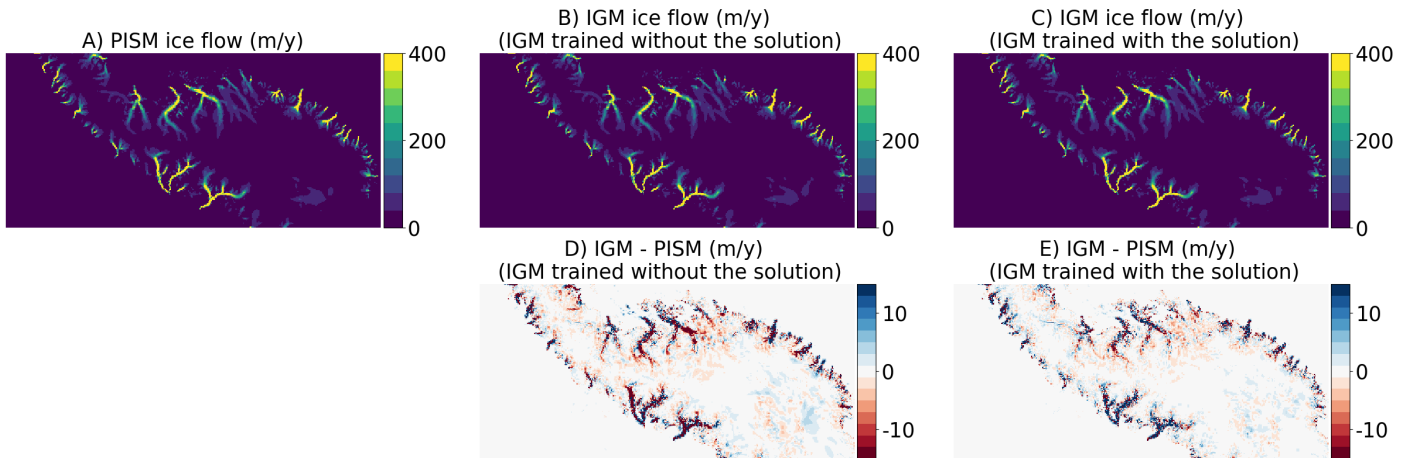 A) PISM ice flow (m/y)
400
200
0
B) IGM ice flow (m/y)
(IGM trained without the solution)
400
200
0
C) IGM ice flow (m/y)
(IGM trained with the solution)
400
200
0
D) IGM - PISM (m/y)
(IGM trained without the solution)
10
0
-10
E) IGM - PISM (m/y)
(IGM trained with the solution)
10
0
-10